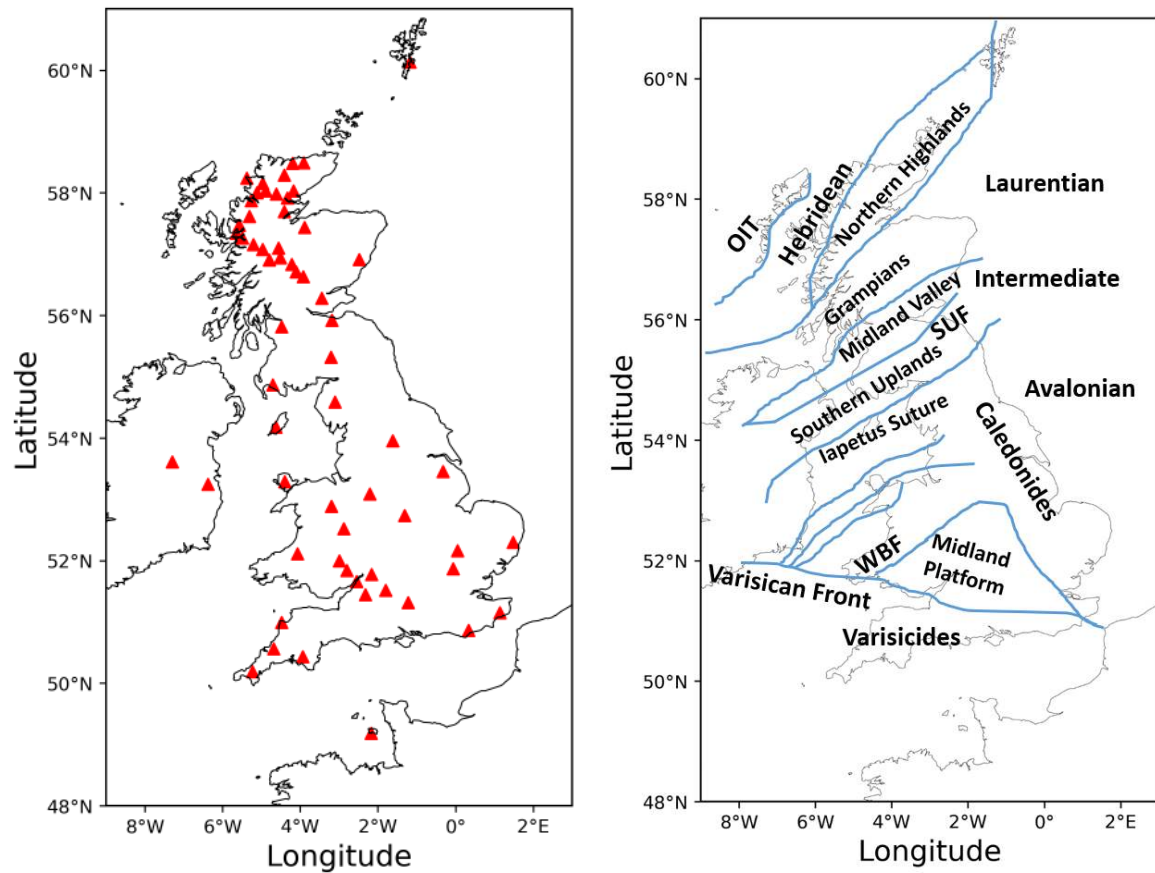 60°N
58°N
56°N
54°N
52°N
50°N
48°N
Latitude
8°W 6°W 4°W 2°W 0° 2°E
Longitude
60°N
58°N
56°N
54°N
52°N
50°N
48°N
Latitude
OIT
Hebridean
Northern Highlands
Laurentian
Grampians
Intermediate
Midland Valley
SUF
Southern Uplands
Avalonian
Iapetus Suture
Caledonides
WBF
Midland
Platform
Varisican Front
Varisicides
8°W 6°W 4°W 2°W 0° 2°E
Longitude